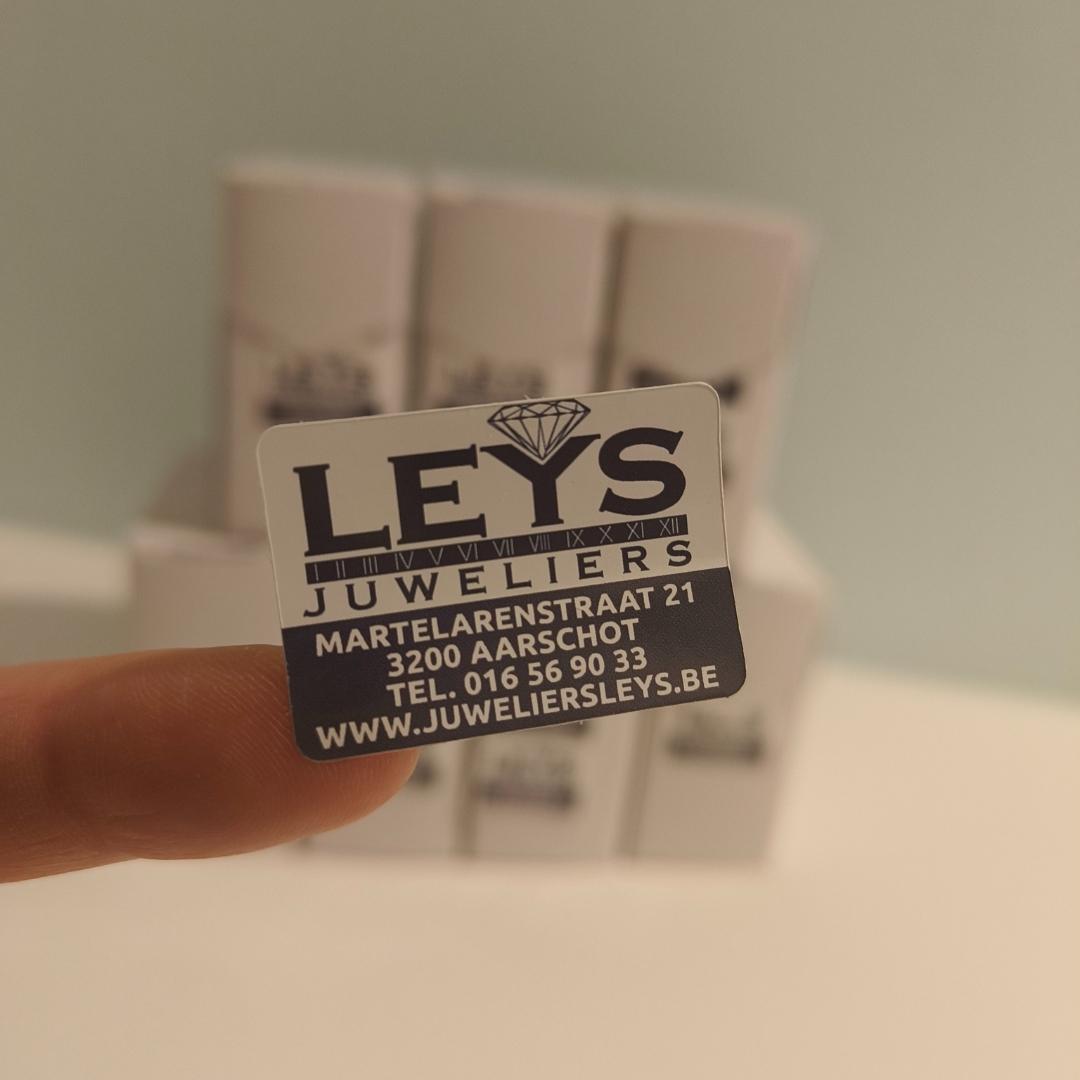 LEYS
I II III IV V VI VII VIII IX X XI XII
JUWELIERS
MARTELARENSTRAAT 21
3200 AARSCHOT
TEL. 016 56 90 33
WWW.JUWELIERSLEYS.BE